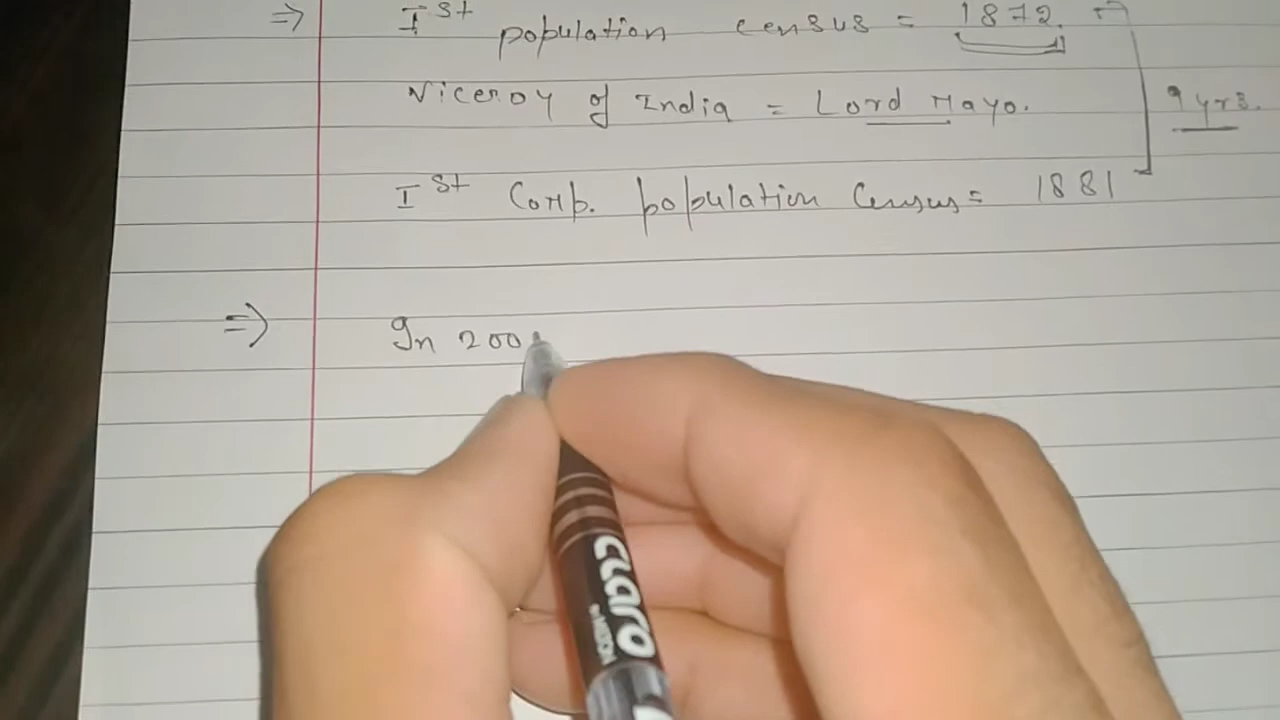 ⇒ Ist population census = 1872.
Viceroy of India = Lord Mayo.
9 yrs.
Ist Comp. population Census = 1881
⇒ In 200
Claro